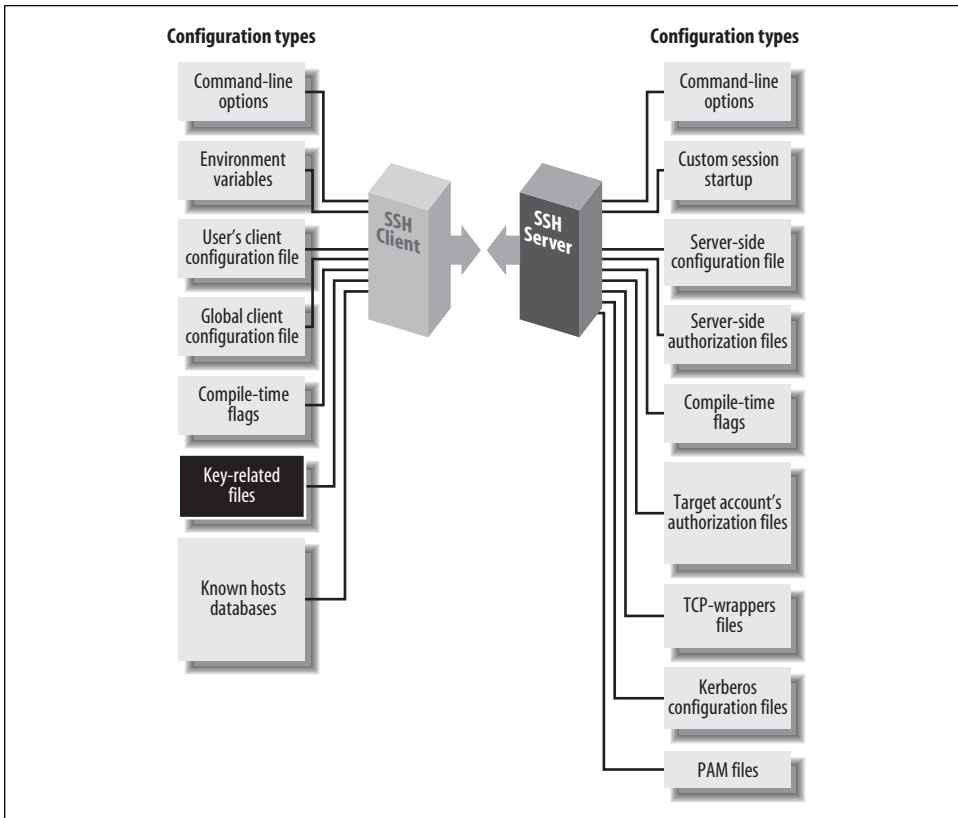 Configuration types
Command-line
options
Environment
variables
User's client
configuration file
Global client
configuration file
Compile-time
flags
Key-related
files
Known hosts
databases
SSH
Client
SSH
Server
Configuration types
Command-line
options
Custom session
startup
Server-side
configuration file
Server-side
authorization files
Compile-time
flags
Target account's
authorization files
TCP-wrappers
files
Kerberos
configuration files
PAM files